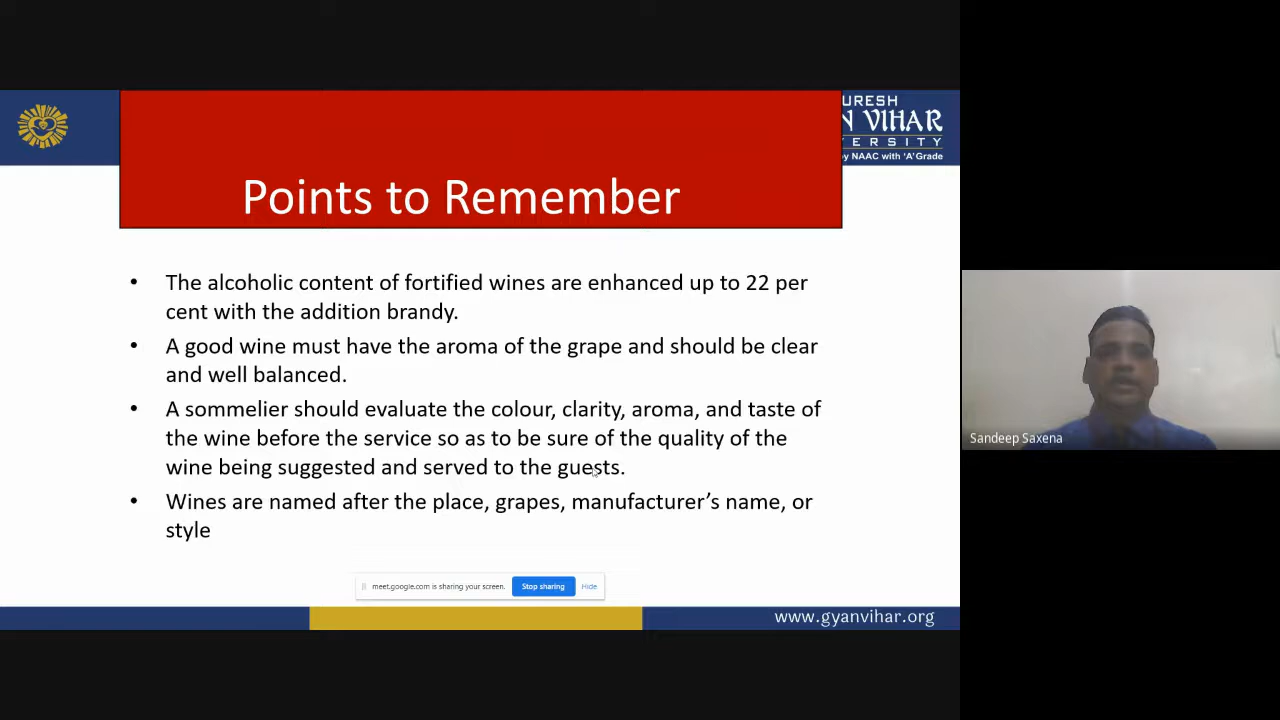 URESH
N VIHAR
ERSITY
by NAAC with 'A' Grade
Points to Remember
• The alcoholic content of fortified wines are enhanced up to 22 per
cent with the addition brandy.
• A good wine must have the aroma of the grape and should be clear
and well balanced.
• A sommelier should evaluate the colour, clarity, aroma, and taste of
the wine before the service so as to be sure of the quality of the
wine being suggested and served to the guests.
• Wines are named after the place, grapes, manufacturer’s name, or
style
Sandeep Saxena
meet.google.com is sharing your screen. Stop sharing Hide
www.gyanvihar.org